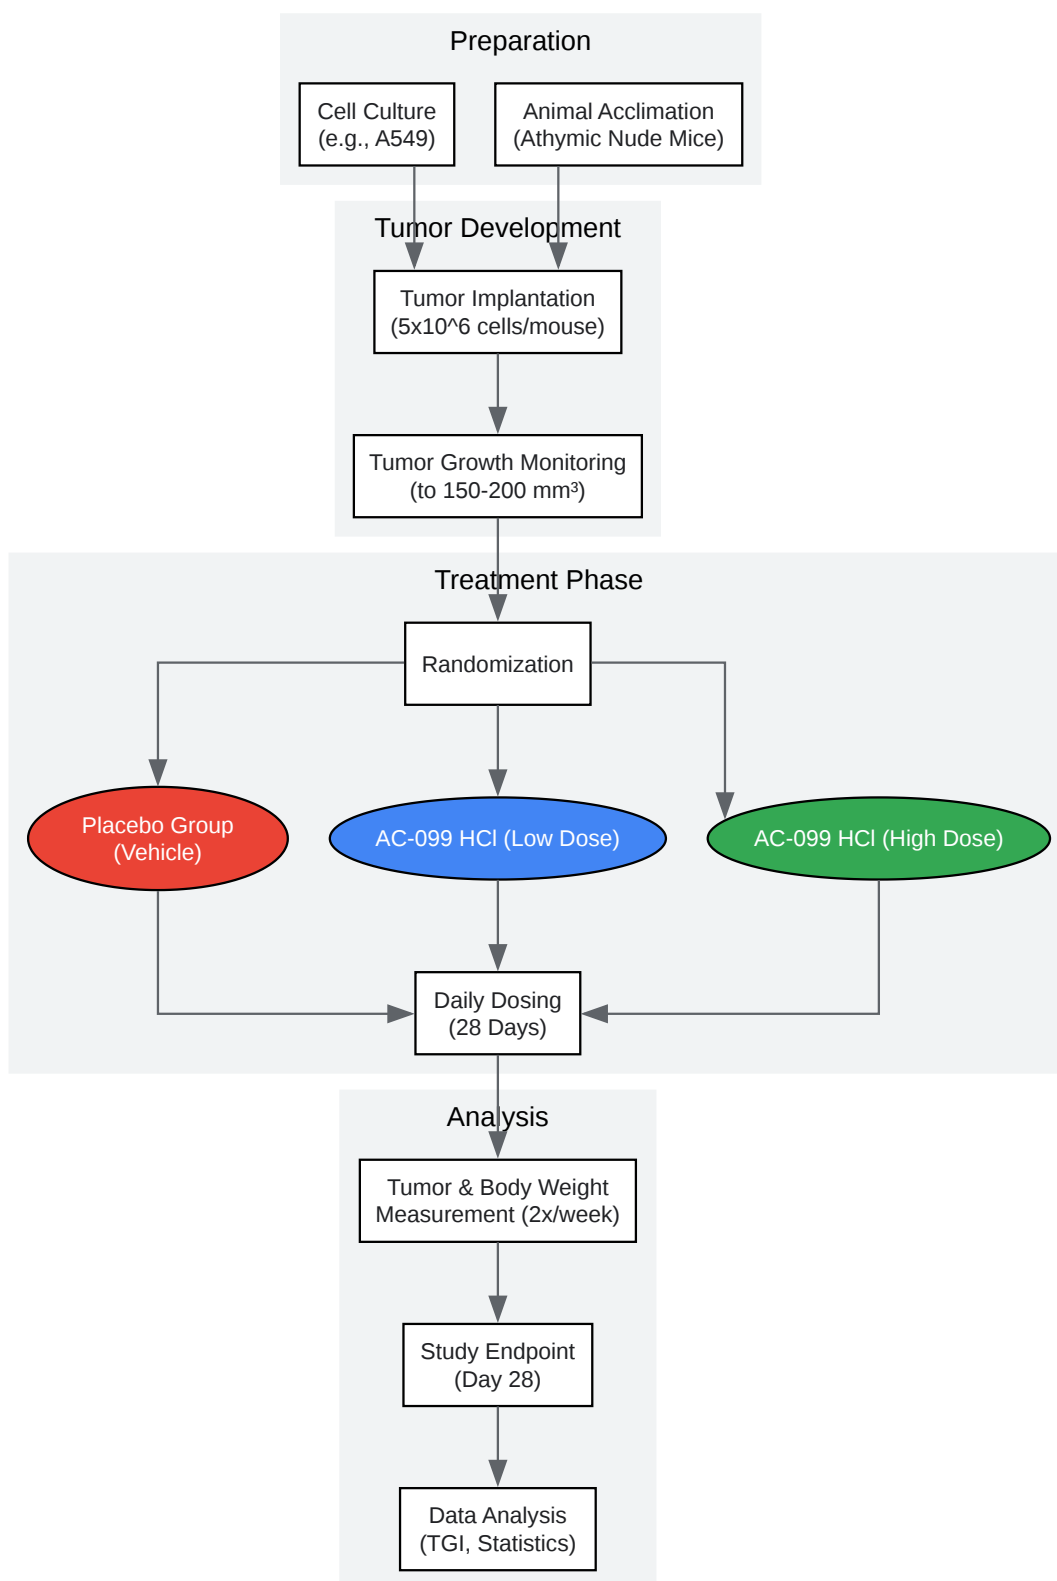 Preparation
Cell Culture
(e.g., A549)
Animal Acclimation
(Athymic Nude Mice)
Tumor Development
Tumor Implantation
(5x10^6 cells/mouse)
Tumor Growth Monitoring
(to 150-200 mm³)
Treatment Phase
Randomization
Placebo Group
(Vehicle)
AC-099 HCl (Low Dose)
AC-099 HCl (High Dose)
Daily Dosing
(28 Days)
Analysis
Tumor & Body Weight
Measurement (2x/week)
Study Endpoint
(Day 28)
Data Analysis
(TGI, Statistics)